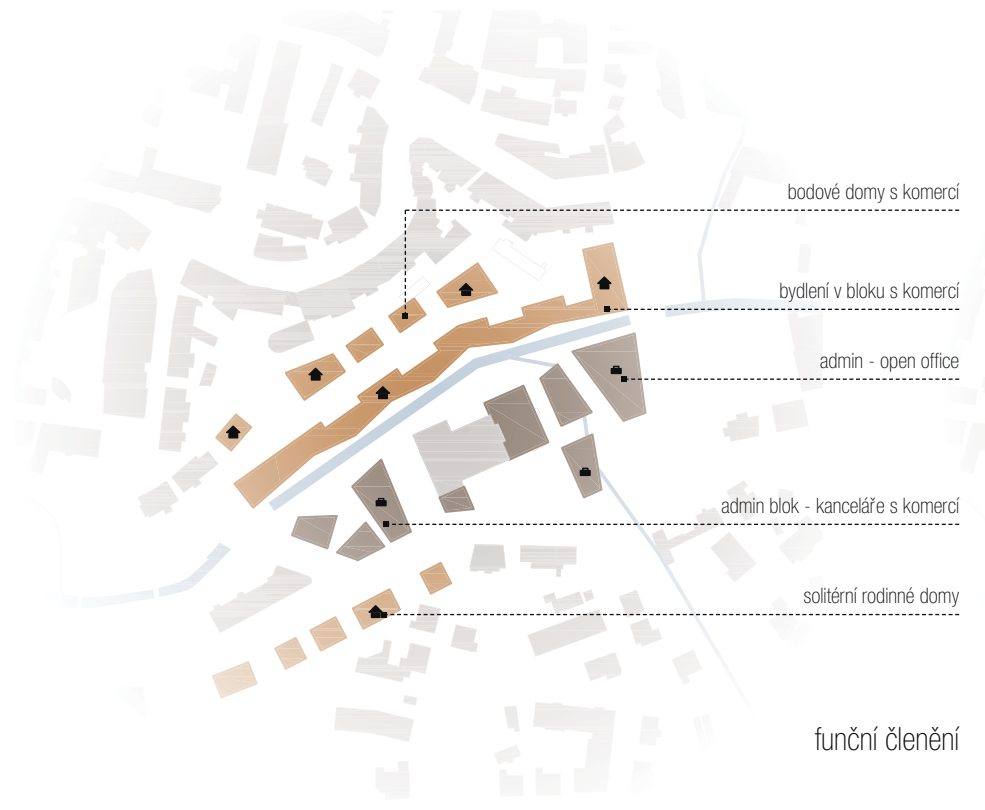 bodové domy s komercí
bydlení v bloku s komercí
admin - open office
admin blok - kanceláře s komercí
solitérní rodinné domy
funční členění